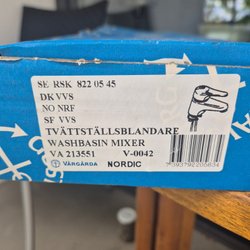 SE RSK 822 05 45
DK VVS
NO NRF
SF VVS
TVÄTTSTÄLLSBLANDARE
WASHBASIN MIXER
VA 213551 V-0042
VÅRGÅRDA NORDIC
7393792205634